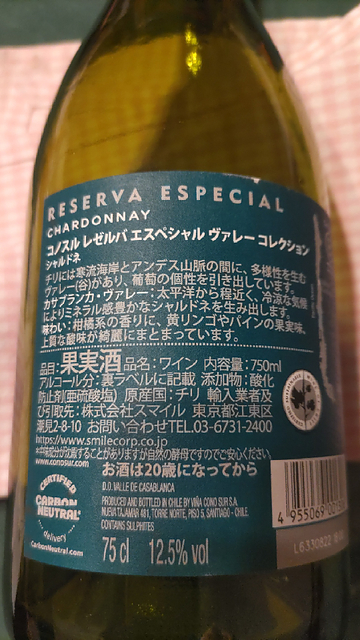 RESERVA ESPECIAL
CHARDONNAY
コノスル レゼルバ エスペシャル ヴァレー コレクション
シャルドネ
チリには寒流海岸とアンデス山脈の間に、多様性を生む
ヴァレー(谷)があり、葡萄の個性を引き出しています。
カサブランカ・ヴァレー：太平洋から程近く、冷涼な気候
によりミネラル感豊かなシャルドネを生み出します。
味わい：柑橘系の香りに、黄リンゴやパインの果実味、
上質な酸味が綺麗にまとまっています。
品目:果実酒 品名:ワイン 内容量:750ml
アルコール分:裏ラベルに記載 添加物:酸化
防止剤(亜硫酸塩) 原産国:チリ 輸入業者及
び引取先:株式会社スマイル 東京都江東区
潮見2-8-10 お問い合わせTEL.03-6731-2400
https://www.smilecorp.co.jp
www.conosur.com
お酒は20歳になってから
D.O. VALLE DE CASABLANCA
PRODUCED AND BOTTLED IN CHILE BY VIÑA CONO SUR S.A.
NUEVA TAJAMAR 481, TORRE NORTE, PISO 5, SANTIAGO - CHILE.
CONTAINS SULPHITES
75 cl 12.5% vol
CERTIFIED
CARBON
NEUTRAL
delivery
CarbonNeutral.com
4 955069
L6330822